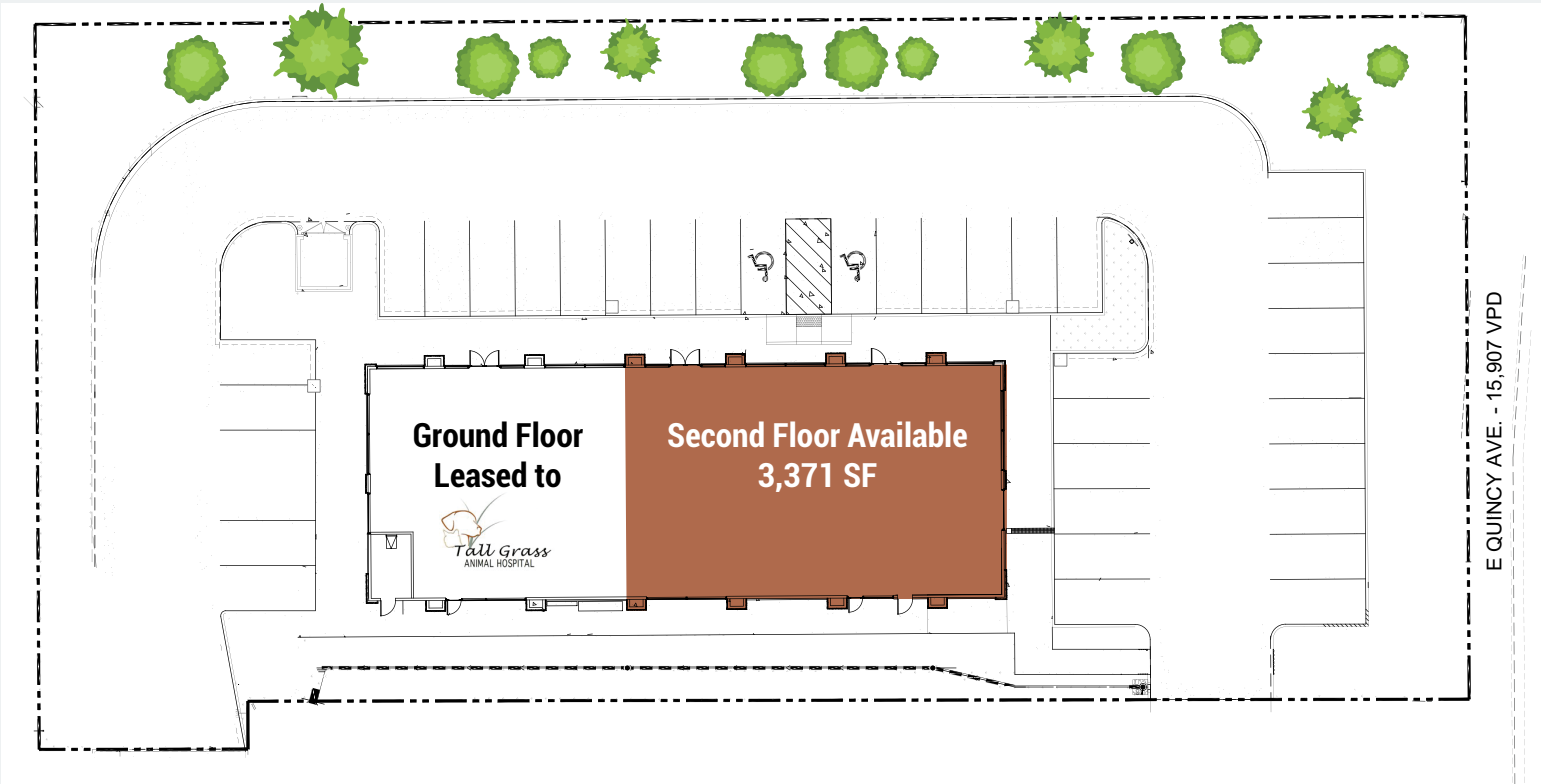 Ground Floor
Leased to
Tall Grass
ANIMAL HOSPITAL
Second Floor Available
3,371 SF
E QUINCY AVE. - 15,907 VPD